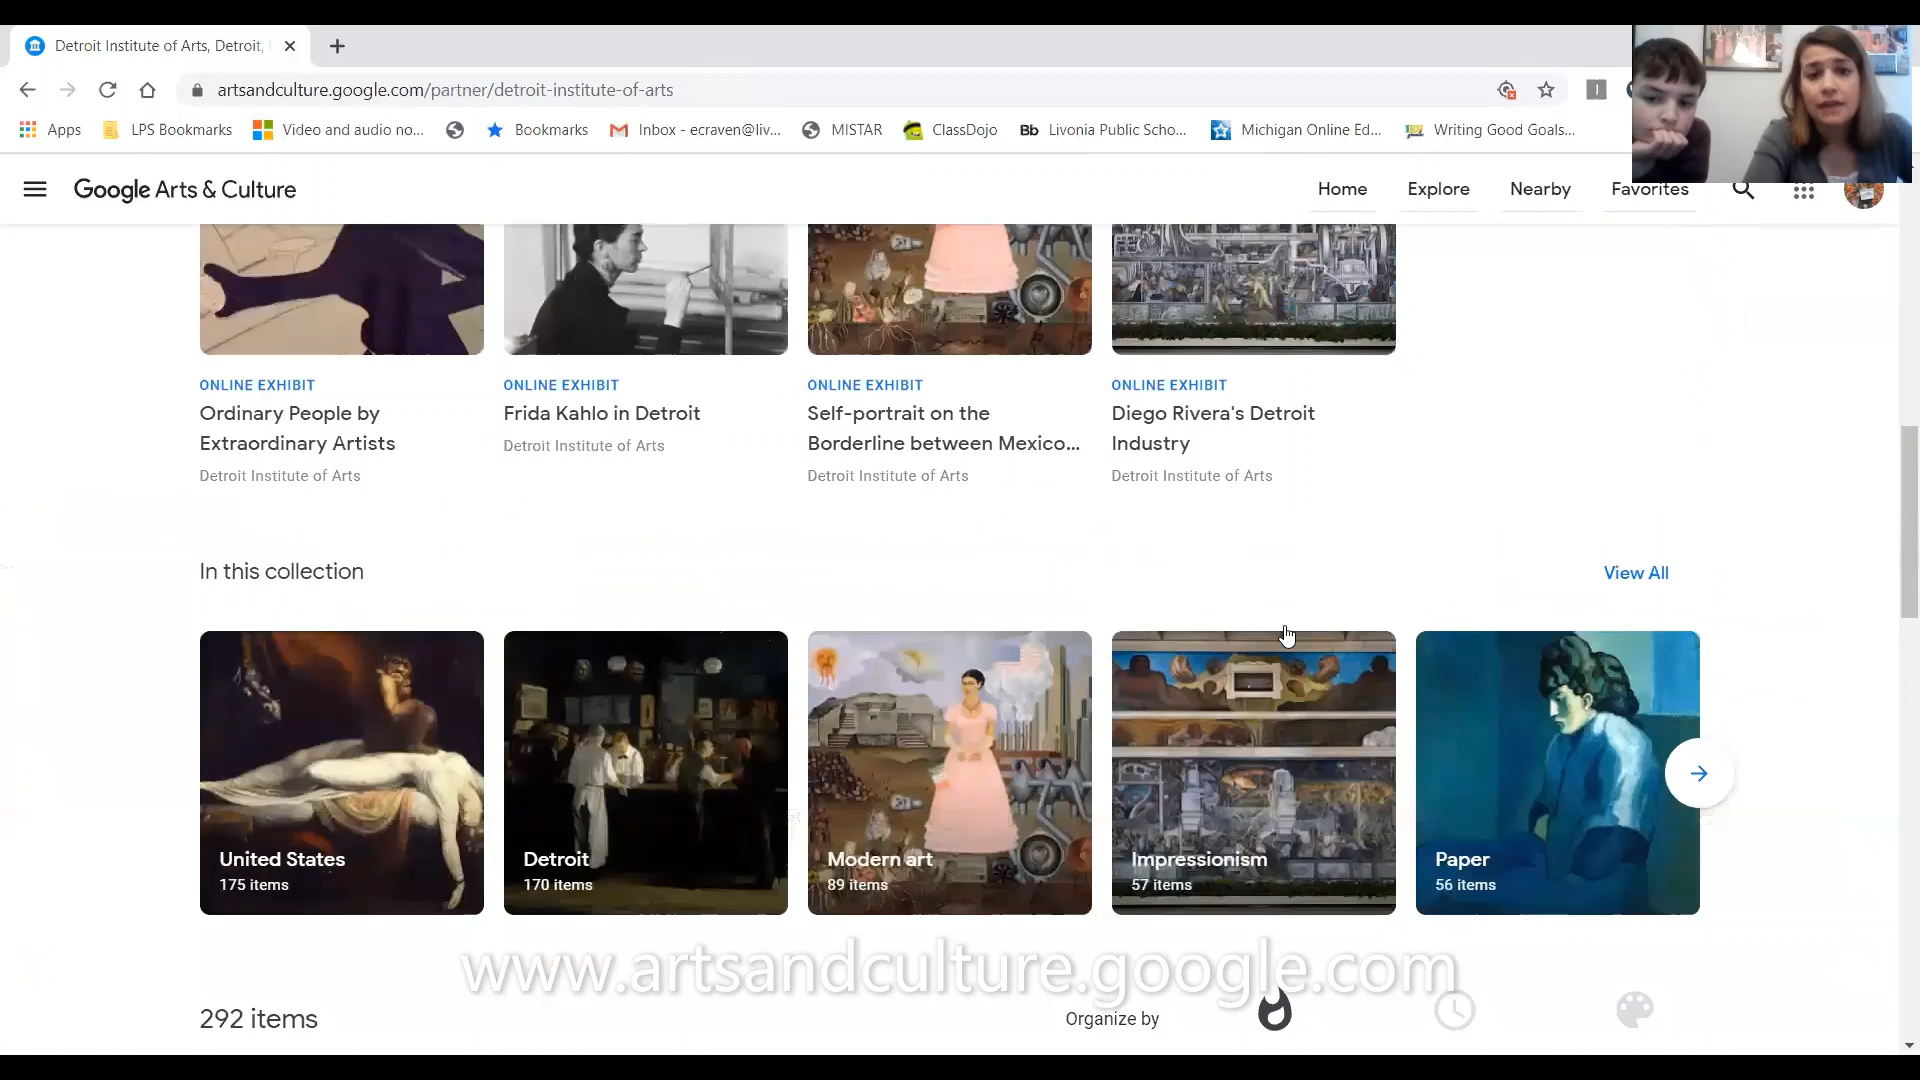 Detroit Institute of Arts, Detroit,
artsandculture.google.com/partner/detroit-institute-of-arts
Apps
LPS Bookmarks
Video and audio no...
Bookmarks
Inbox - ecraven@liv...
MISTAR
ClassDojo
Bb Livonia Public Scho...
Michigan Online Ed...
Writing Good Goals...
Google Arts & Culture
Home
Explore
Nearby
Favorites
ONLINE EXHIBIT
Ordinary People by
Extraordinary Artists
Detroit Institute of Arts
ONLINE EXHIBIT
Frida Kahlo in Detroit
Detroit Institute of Arts
ONLINE EXHIBIT
Self-portrait on the
Borderline between Mexico...
Detroit Institute of Arts
ONLINE EXHIBIT
Diego Rivera's Detroit
Industry
Detroit Institute of Arts
In this collection
View All
United States
175 items
Detroit
170 items
Modern art
89 items
Impressionism
57 items
Paper
56 items
www.artsandculture.google.com
292 items
Organize by